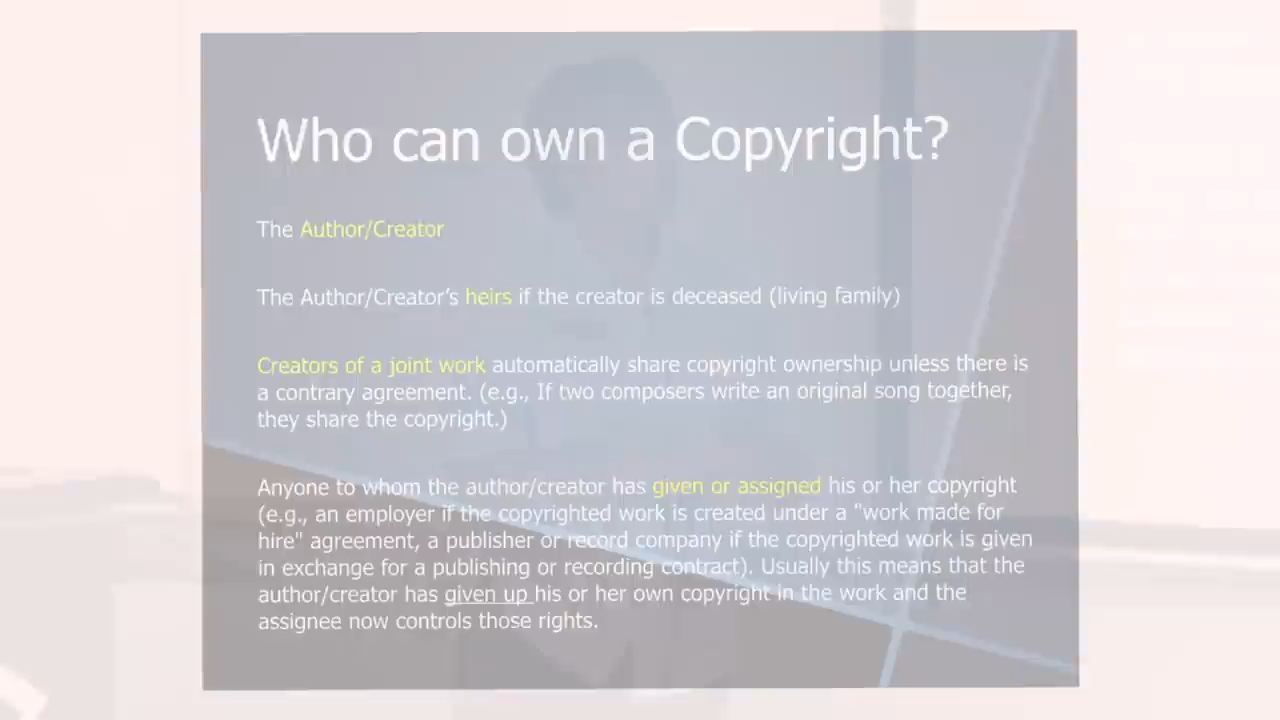 Who can own a Copyright?
The Author/Creator
The Author/Creator's heirs if the creator is deceased (living family)
Creators of a joint work automatically share copyright ownership unless there is
a contrary agreement. (e.g., If two composers write an original song together,
they share the copyright.)
Anyone to whom the author/creator has given or assigned his or her copyright
(e.g., an employer if the copyrighted work is created under a "work made for
hire" agreement, a publisher or record company if the copyrighted work is given
in exchange for a publishing or recording contract). Usually this means that the
author/creator has given up his or her own copyright in the work and the
assignee now controls those rights.